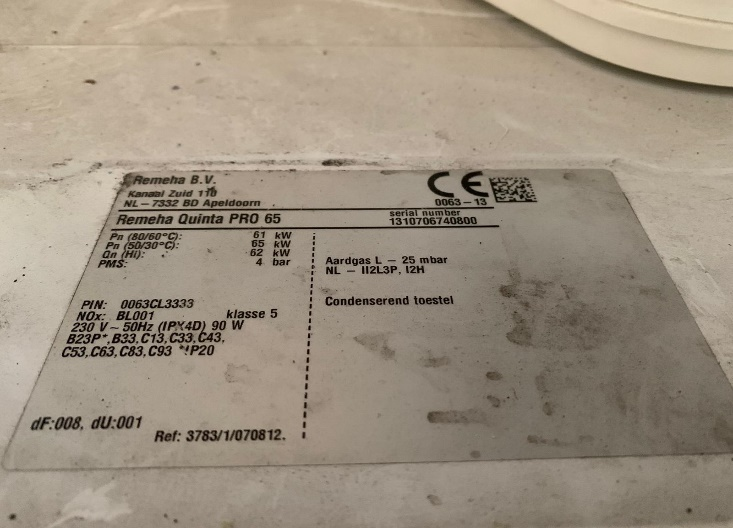 Remeha B.V.
Kanaal Zuid 110
NL – 7332 BD Apeldoorn
CE
0063 – 13
Remeha Quinta PRO 65
serial number
1310706740800
Pn (80/60°C): 61 kW
Pn (50/30°C): 65 kW
Qn (Hi): 62 kW
PMS: 4 bar
Aardgas L – 25 mbar
NL – II2L3P, I2H
Condenserend toestel
PIN: 0063CL3333
NOx: BL001 klasse 5
230 V ~ 50Hz (IPX4D) 90 W
B23P*,B33,C13,C33,C43,
C53,C63,C83,C93 *IP20
dF:008, dU:001
Ref: 3783/1/070812.